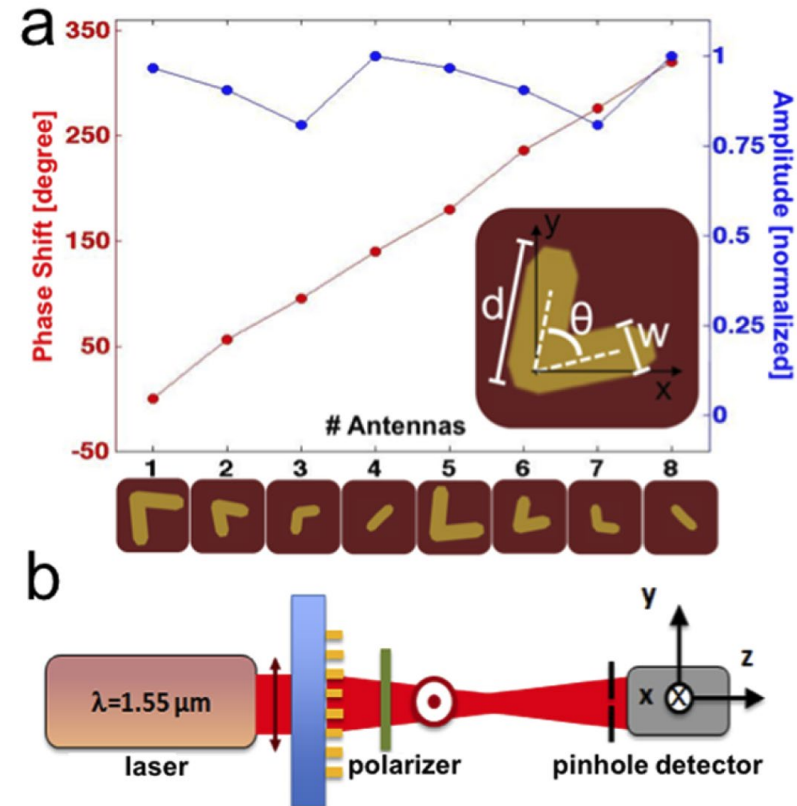 a
350
250
150
50
-50
Phase Shift [degree]
1
0.75
0.5
0.25
0
Amplitude [normalized]
y
d
θ
w
x
# Antennas
1 2 3 4 5 6 7 8
b
y
z
x
λ=1.55 μm
laser
polarizer
pinhole detector